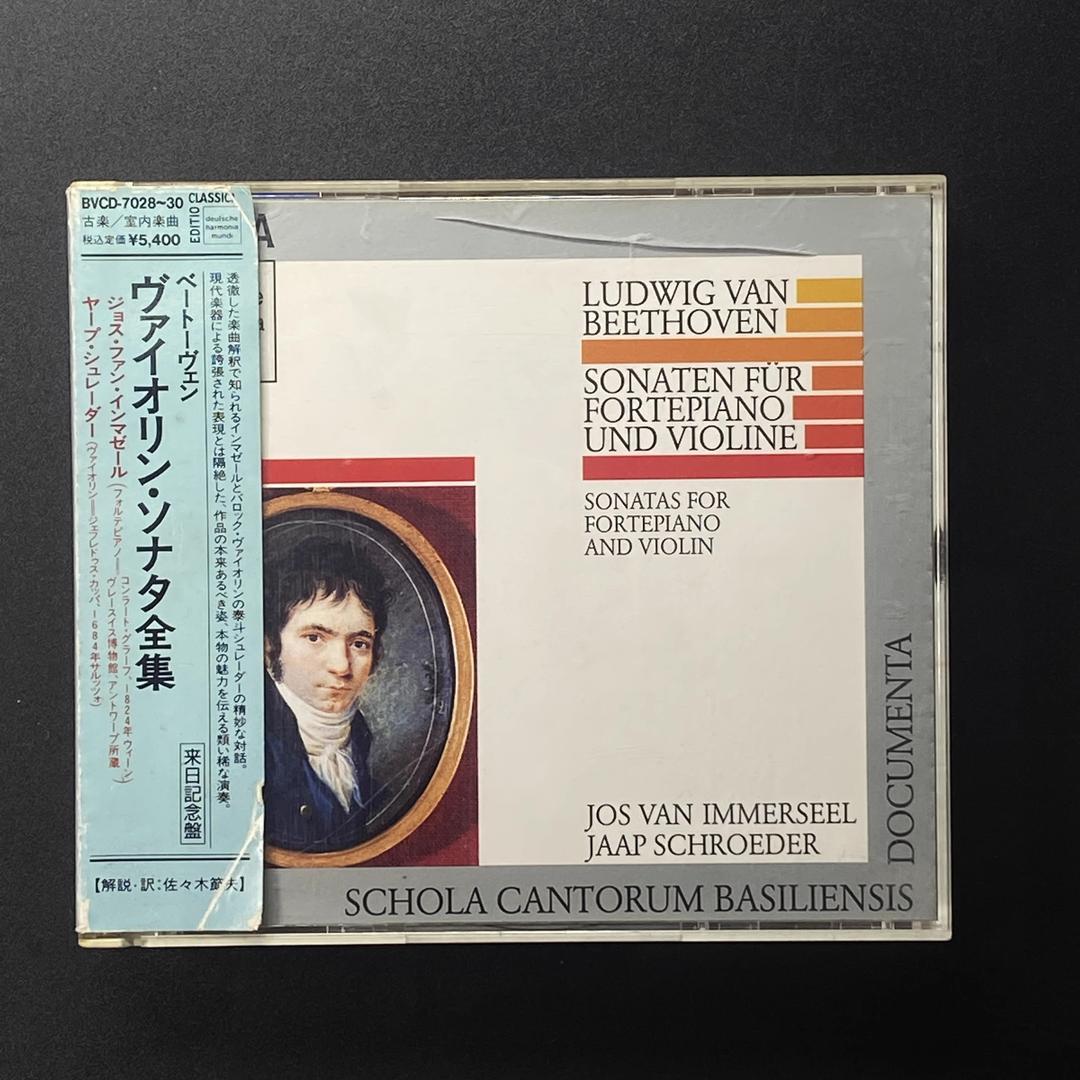 BVCD-7028~30
古楽／室内楽曲
税込定価¥5,400
EDITIO CLASSICA
deutsche
harmonia
mundi
透徹した楽曲解釈で知られるインマゼールとバロック・ヴァイオリンの泰斗シュレーダーの精妙な対話。
現代楽器による誇張された表現とは隔絶した、作品の本来あるべき姿、本物の魅力を伝える類い稀な演奏。
ベートーヴェン
ヴァイオリン・ソナタ全集
ジョス・ファン・インマゼール
(フォルテピアノ＝コンラート・グラーフ、1824年ウィーン
ヴレースイス博物館、アントワープ所蔵)
ヤープ・シュレーダー(ヴァイオリン＝ジェフレドゥス・カッパ、1684年サルッツォ)
来日記念盤
【解説・訳:佐々木節夫】
A
e
a
LUDWIG VAN
BEETHOVEN
SONATEN FÜR
FORTEPIANO
UND VIOLINE
SONATAS FOR
FORTEPIANO
AND VIOLIN
JOS VAN IMMERSEEL
JAAP SCHROEDER
DOCUMENTA
SCHOLA CANTORUM BASILIENSIS